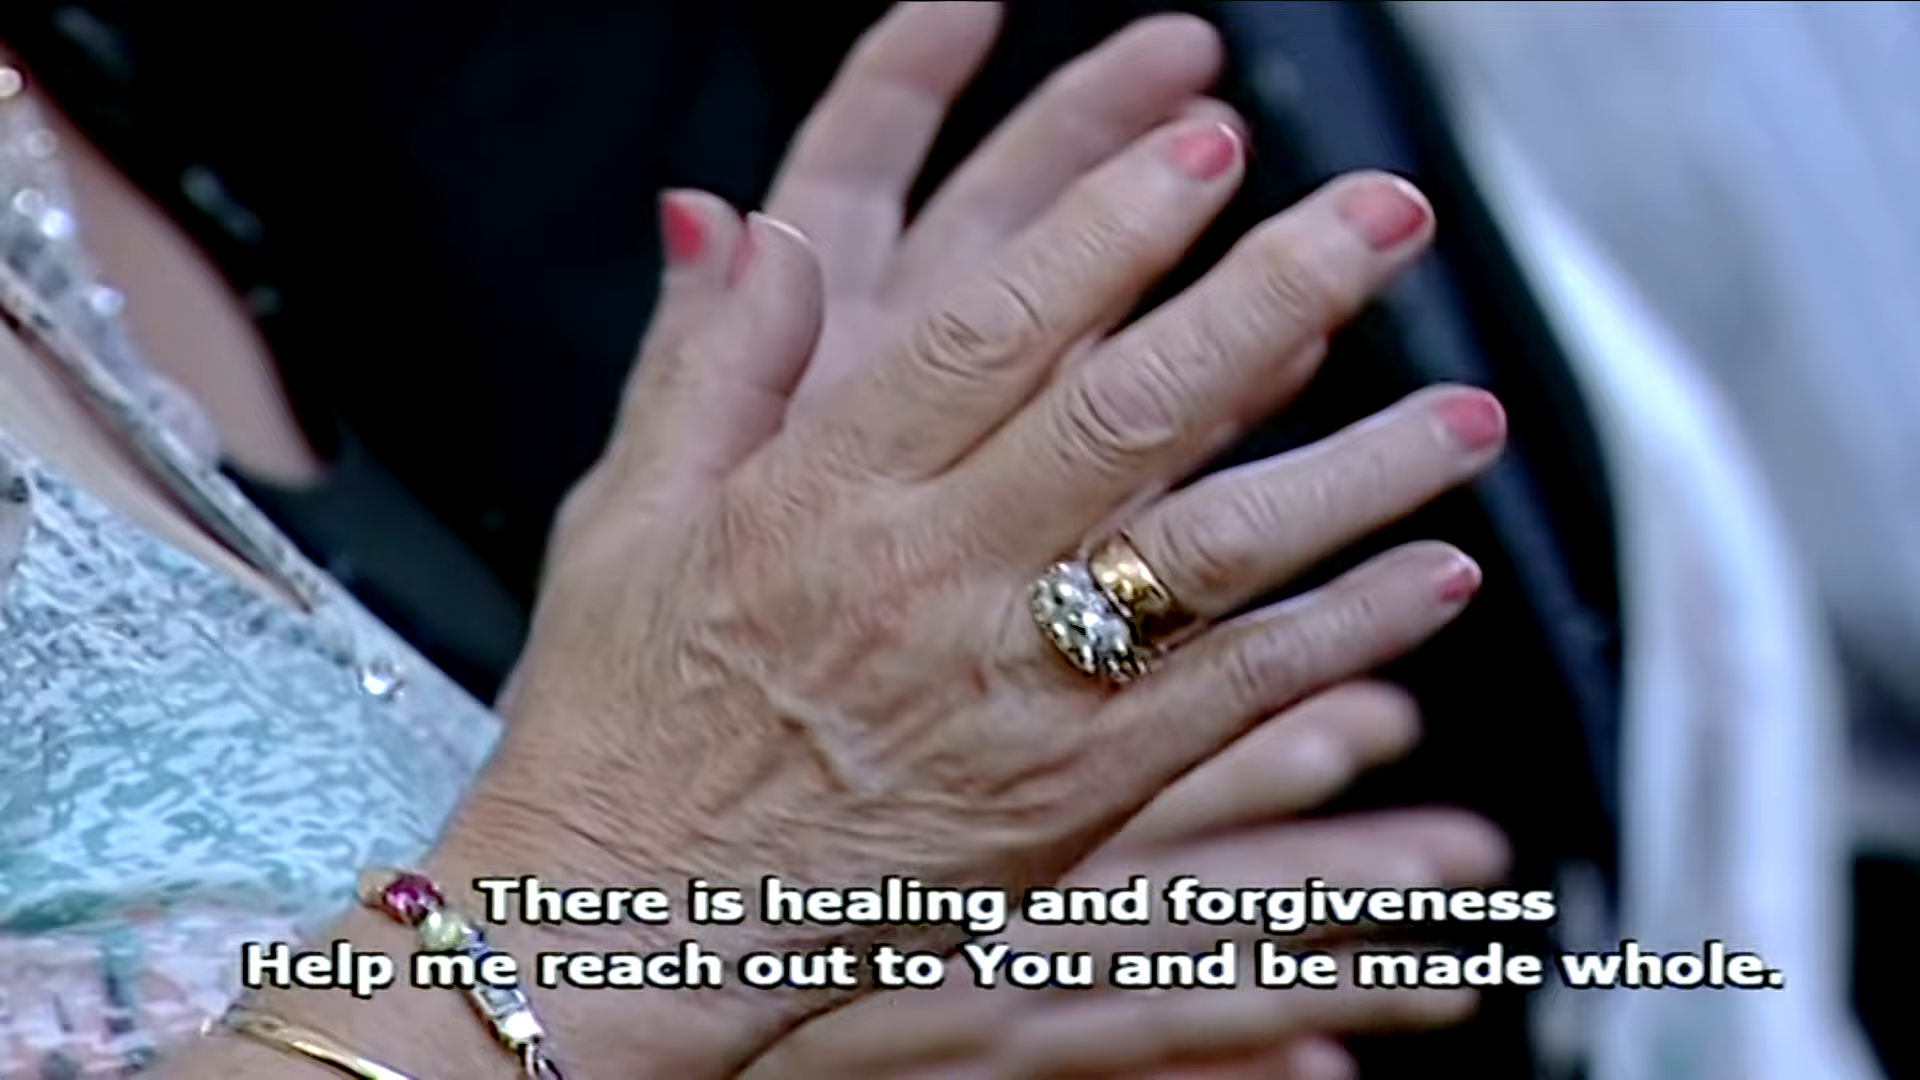 There is healing and forgiveness
Help me reach out to You and be made whole.